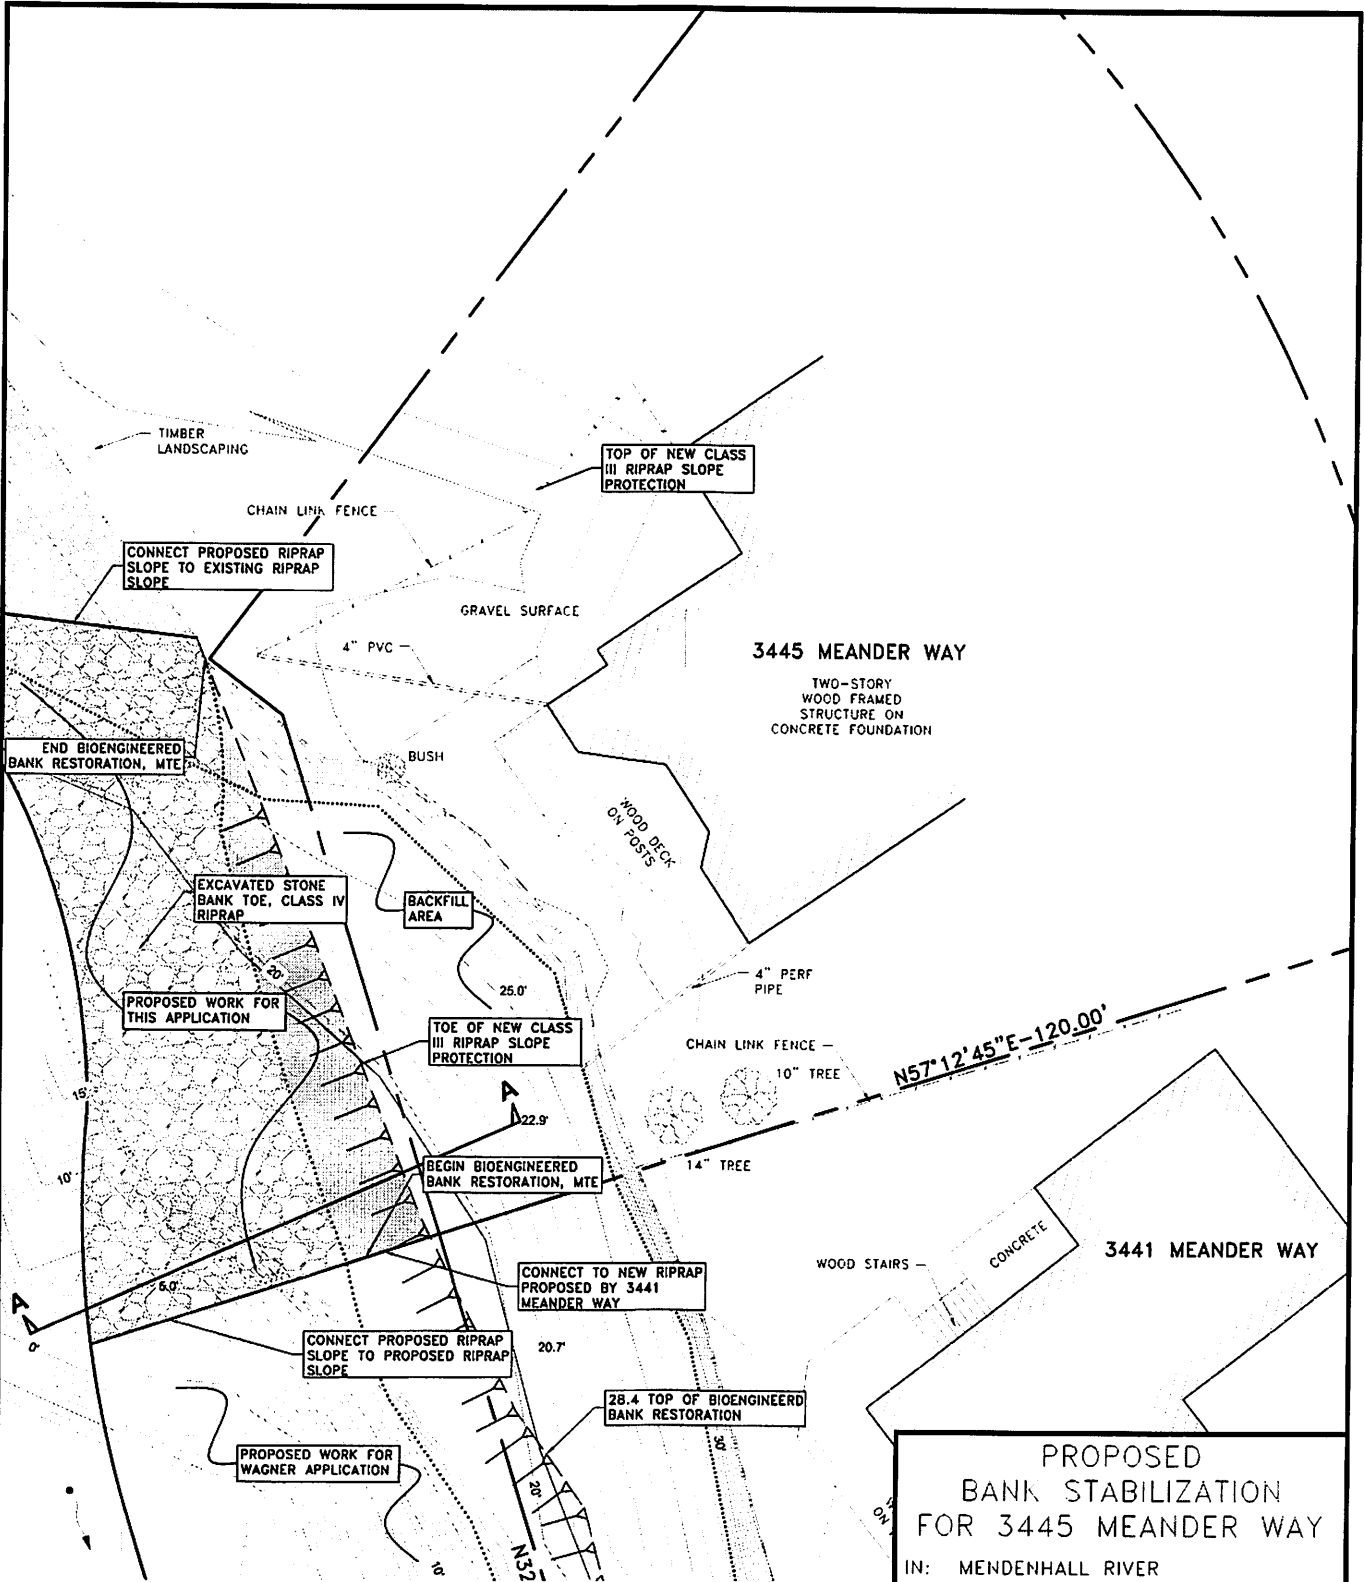 TIMBER
LANDSCAPING
TOP OF NEW CLASS
III RIPRAP SLOPE
PROTECTION
CHAIN LINK FENCE
CONNECT PROPOSED RIPRAP
SLOPE TO EXISTING RIPRAP
SLOPE
GRAVEL SURFACE
4" PVC
3445 MEANDER WAY
TWO-STORY
WOOD FRAMED
STRUCTURE ON
CONCRETE FOUNDATION
END BIOENGINEERED
BANK RESTORATION, MTE
BUSH
WOOD DECK
ON POSTS
EXCAVATED STONE
BANK TOE, CLASS IV
RIPRAP
BACKFILL
AREA
20'
4" PERF
PIPE
25.0'
PROPOSED WORK FOR
THIS APPLICATION
TOE OF NEW CLASS
III RIPRAP SLOPE
PROTECTION
CHAIN LINK FENCE
10" TREE
N57°12'45"E-120.00'
15'
A
22.9'
14" TREE
10'
BEGIN BIOENGINEERED
BANK RESTORATION, MTE
CONCRETE
3441 MEANDER WAY
WOOD STAIRS
CONNECT TO NEW RIPRAP
PROPOSED BY 3441
MEANDER WAY
6.0'
A
0'
CONNECT PROPOSED RIPRAP
SLOPE TO PROPOSED RIPRAP
SLOPE
20.7'
28.4 TOP OF BIOENGINEERD
BANK RESTORATION
30'
PROPOSED WORK FOR
WAGNER APPLICATION
20'
N32
10'
ON
PROPOSED
BANK STABILIZATION
FOR 3445 MEANDER WAY
IN: MENDENHALL RIVER